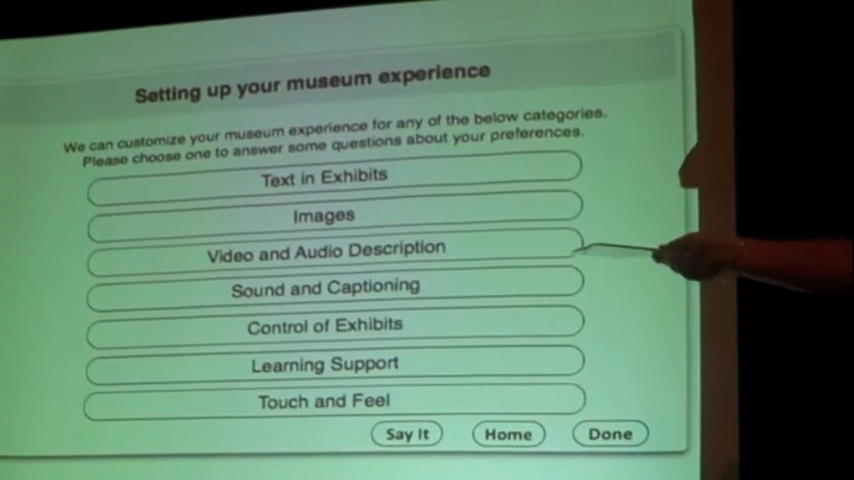 Setting up your museum experience
We can customize your museum experience for any of the below categories.
Please choose one to answer some questions about your preferences.
Text in Exhibits
Images
Video and Audio Description
Sound and Captioning
Control of Exhibits
Learning Support
Touch and Feel
Say It Home Done